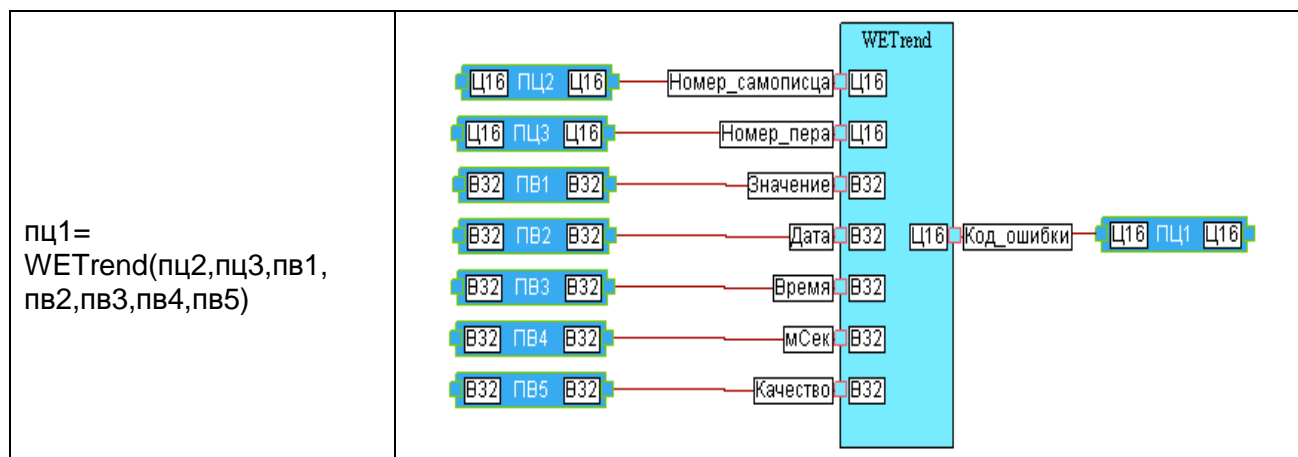 пц1=
WETrend(пц2,пц3,пв1,
пв2,пв3,пв4,пв5)
WETrend
Ц16 ПЦ2 Ц16 Номер_самописца Ц16
Ц16 ПЦ3 Ц16 Номер_пера Ц16
В32 ПВ1 В32 Значение В32
В32 ПВ2 В32 Дата В32 Ц16 Код_ошибки Ц16 ПЦ1 Ц16
В32 ПВ3 В32 Время В32
В32 ПВ4 В32 мСек В32
В32 ПВ5 В32 Качество В32